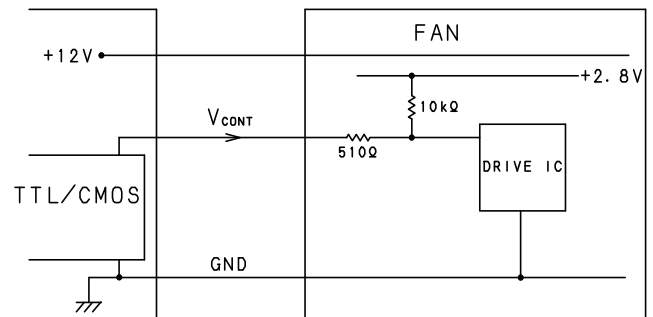 FAN
+12V
+2.8V
10kΩ
VCONT
510Ω
DRIVE IC
TTL/CMOS
GND